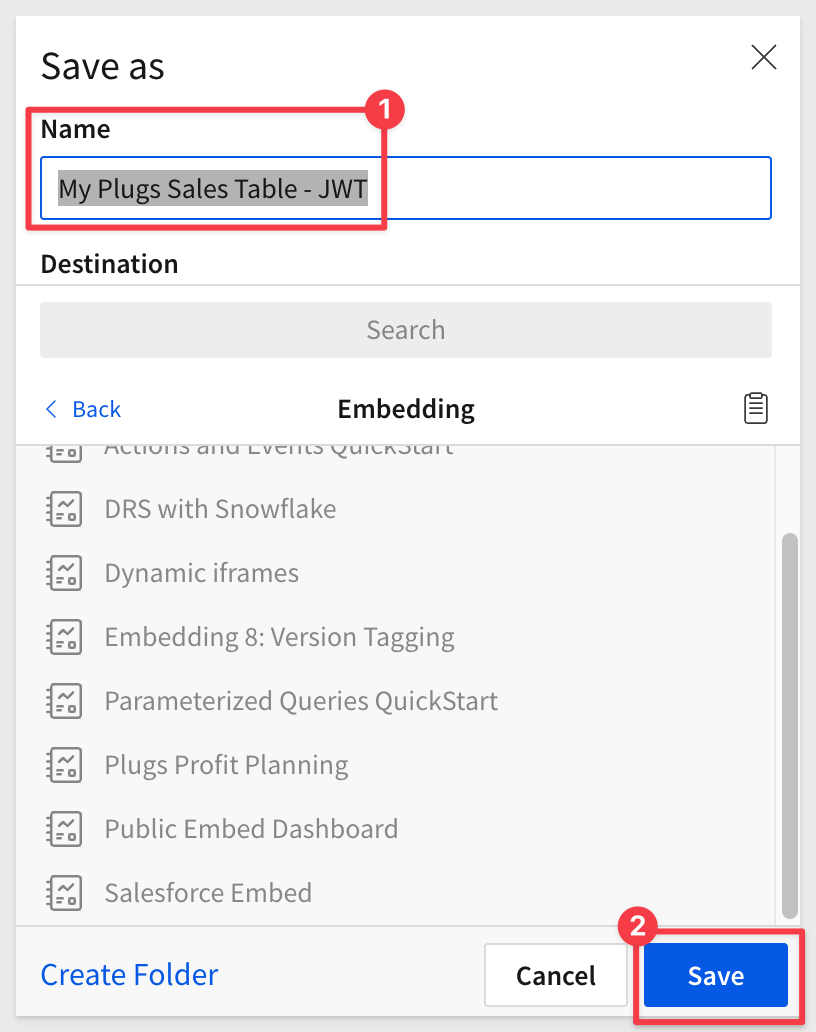 Save as
1
Name
My Plugs Sales Table - JWT
Destination
Search
Back
Embedding
Actions and Events QuickStart
DRS with Snowflake
Dynamic iframes
Embedding 8: Version Tagging
Parameterized Queries QuickStart
Plugs Profit Planning
Public Embed Dashboard
Salesforce Embed
2
Create Folder
Cancel
Save